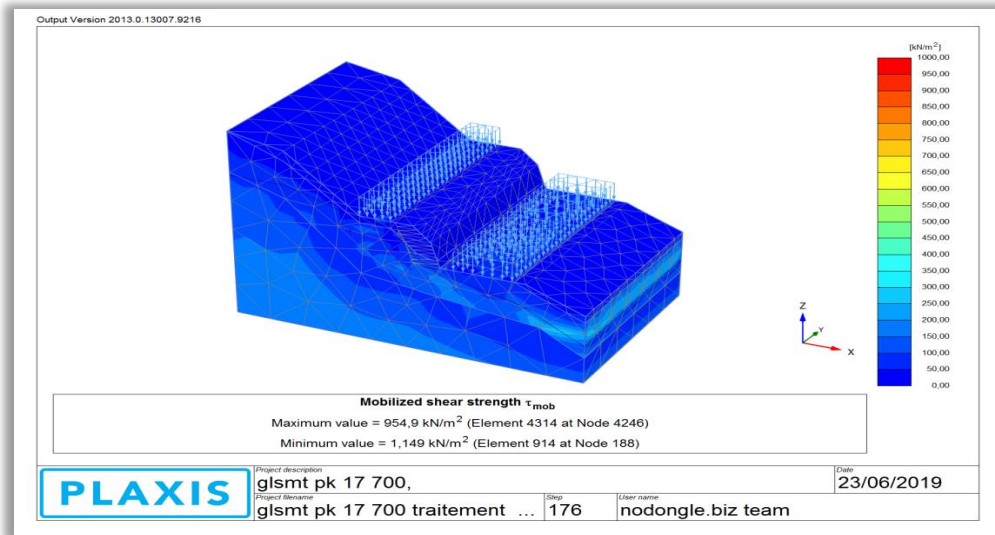 Output Version 2013.0.13007.9216
[kN/m²]
1000,00
950,00
900,00
850,00
800,00
750,00
700,00
650,00
600,00
550,00
500,00
450,00
400,00
350,00
300,00
250,00
200,00
150,00
100,00
50,00
0,00
Z
Y
X
Mobilized shear strength τmob
Maximum value = 954,9 kN/m² (Element 4314 at Node 4246)
Minimum value = 1,149 kN/m² (Element 914 at Node 188)
PLAXIS
Project description
glsmt pk 17 700,
Date
23/06/2019
Project filename
glsmt pk 17 700 traitement ...
Step
176
User name
nodongle.biz team